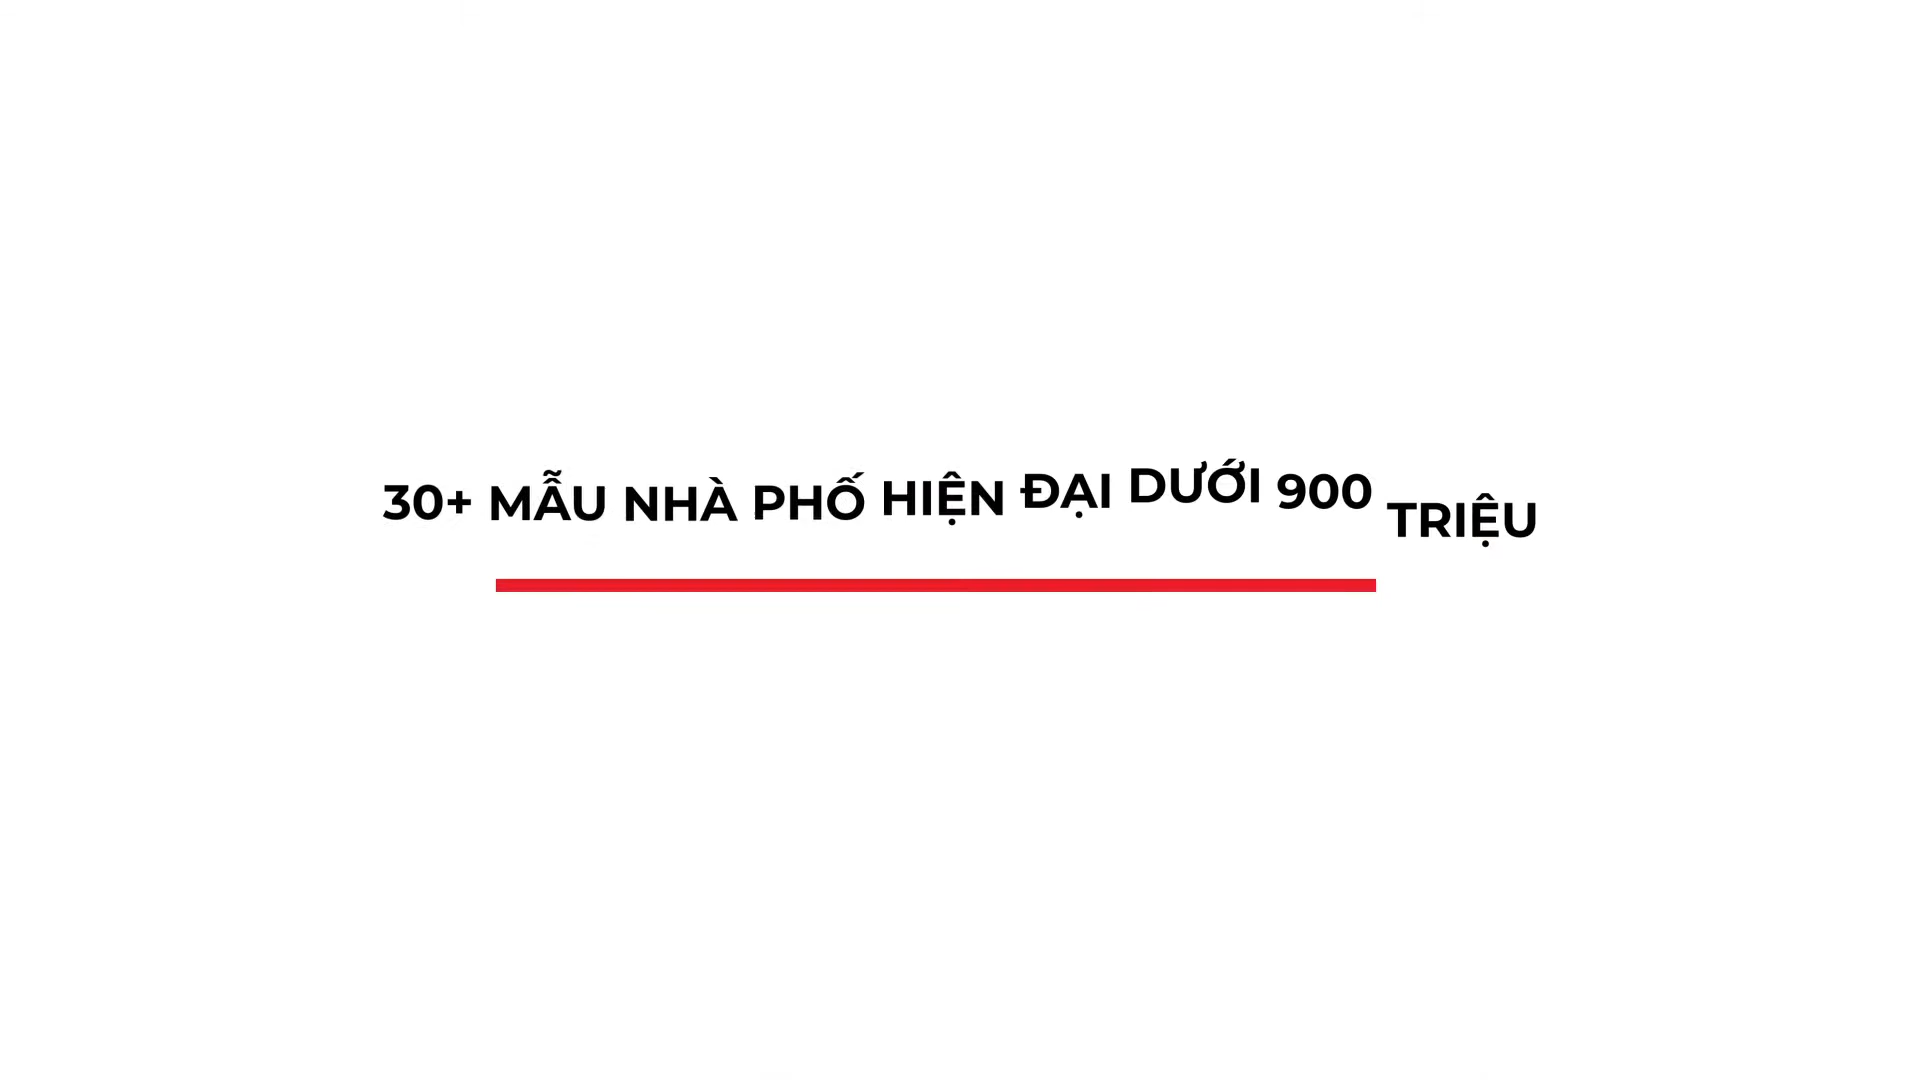 30+ MẪU NHÀ PHỐ HIỆN ĐẠI DƯỚI 900 TRIỆU